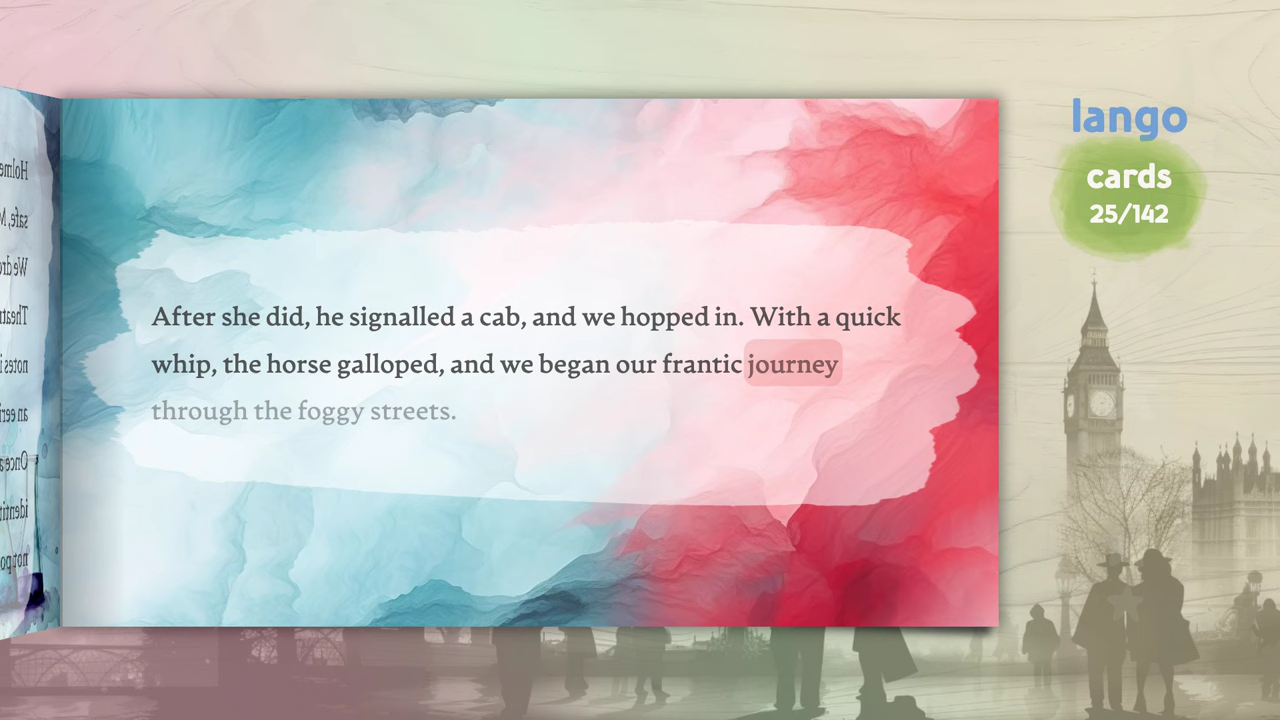 After she did, he signalled a cab, and we hopped in. With a quick
whip, the horse galloped, and we began our frantic journey
through the foggy streets.
lango
cards
25/142